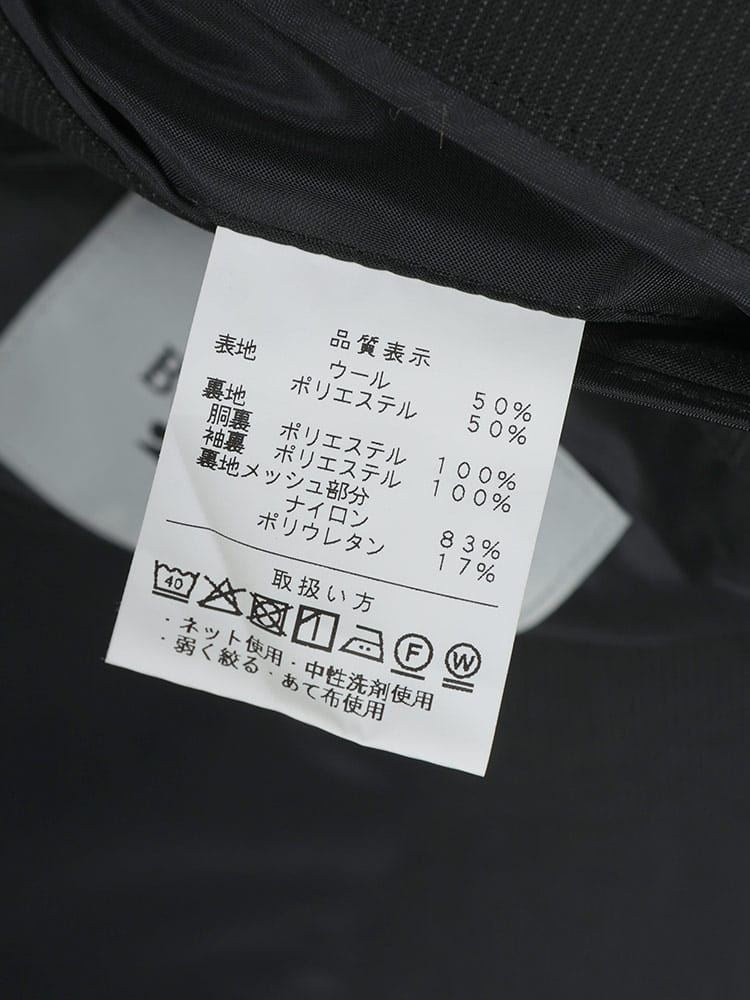 品質表示
表地 ウール 50%
ポリエステル 50%
裏地
胴裏 ポリエステル 100%
袖裏 ポリエステル 100%
裏地メッシュ部分
ナイロン 83%
ポリウレタン 17%
取扱い方
40 F W
・ネット使用・中性洗剤使用
・弱く絞る・あて布使用
B